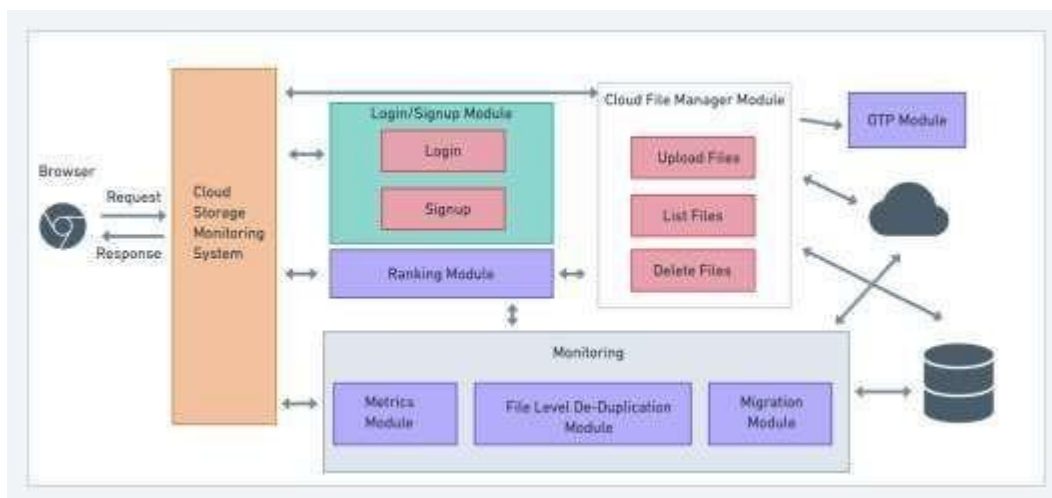 Browser
Request
Response
Cloud
Storage
Monitoring
System
Login/Signup Module
Login
Signup
Ranking Module
Cloud File Manager Module
Upload Files
List Files
Delete Files
OTP Module
Monitoring
Metrics
Module
File Level De-Duplication
Module
Migration
Module